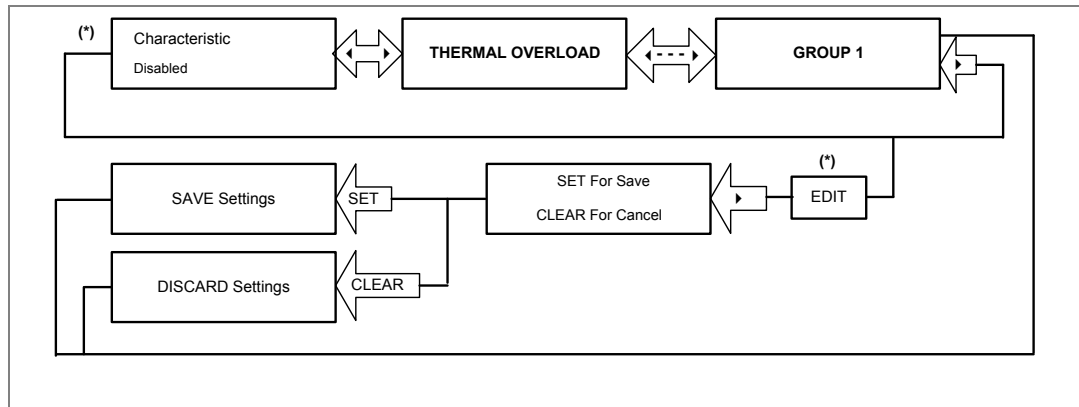 (*)
Characteristic
Disabled
THERMAL OVERLOAD
GROUP 1
(*)
SAVE Settings
SET
SET For Save
CLEAR For Cancel
EDIT
DISCARD Settings
CLEAR